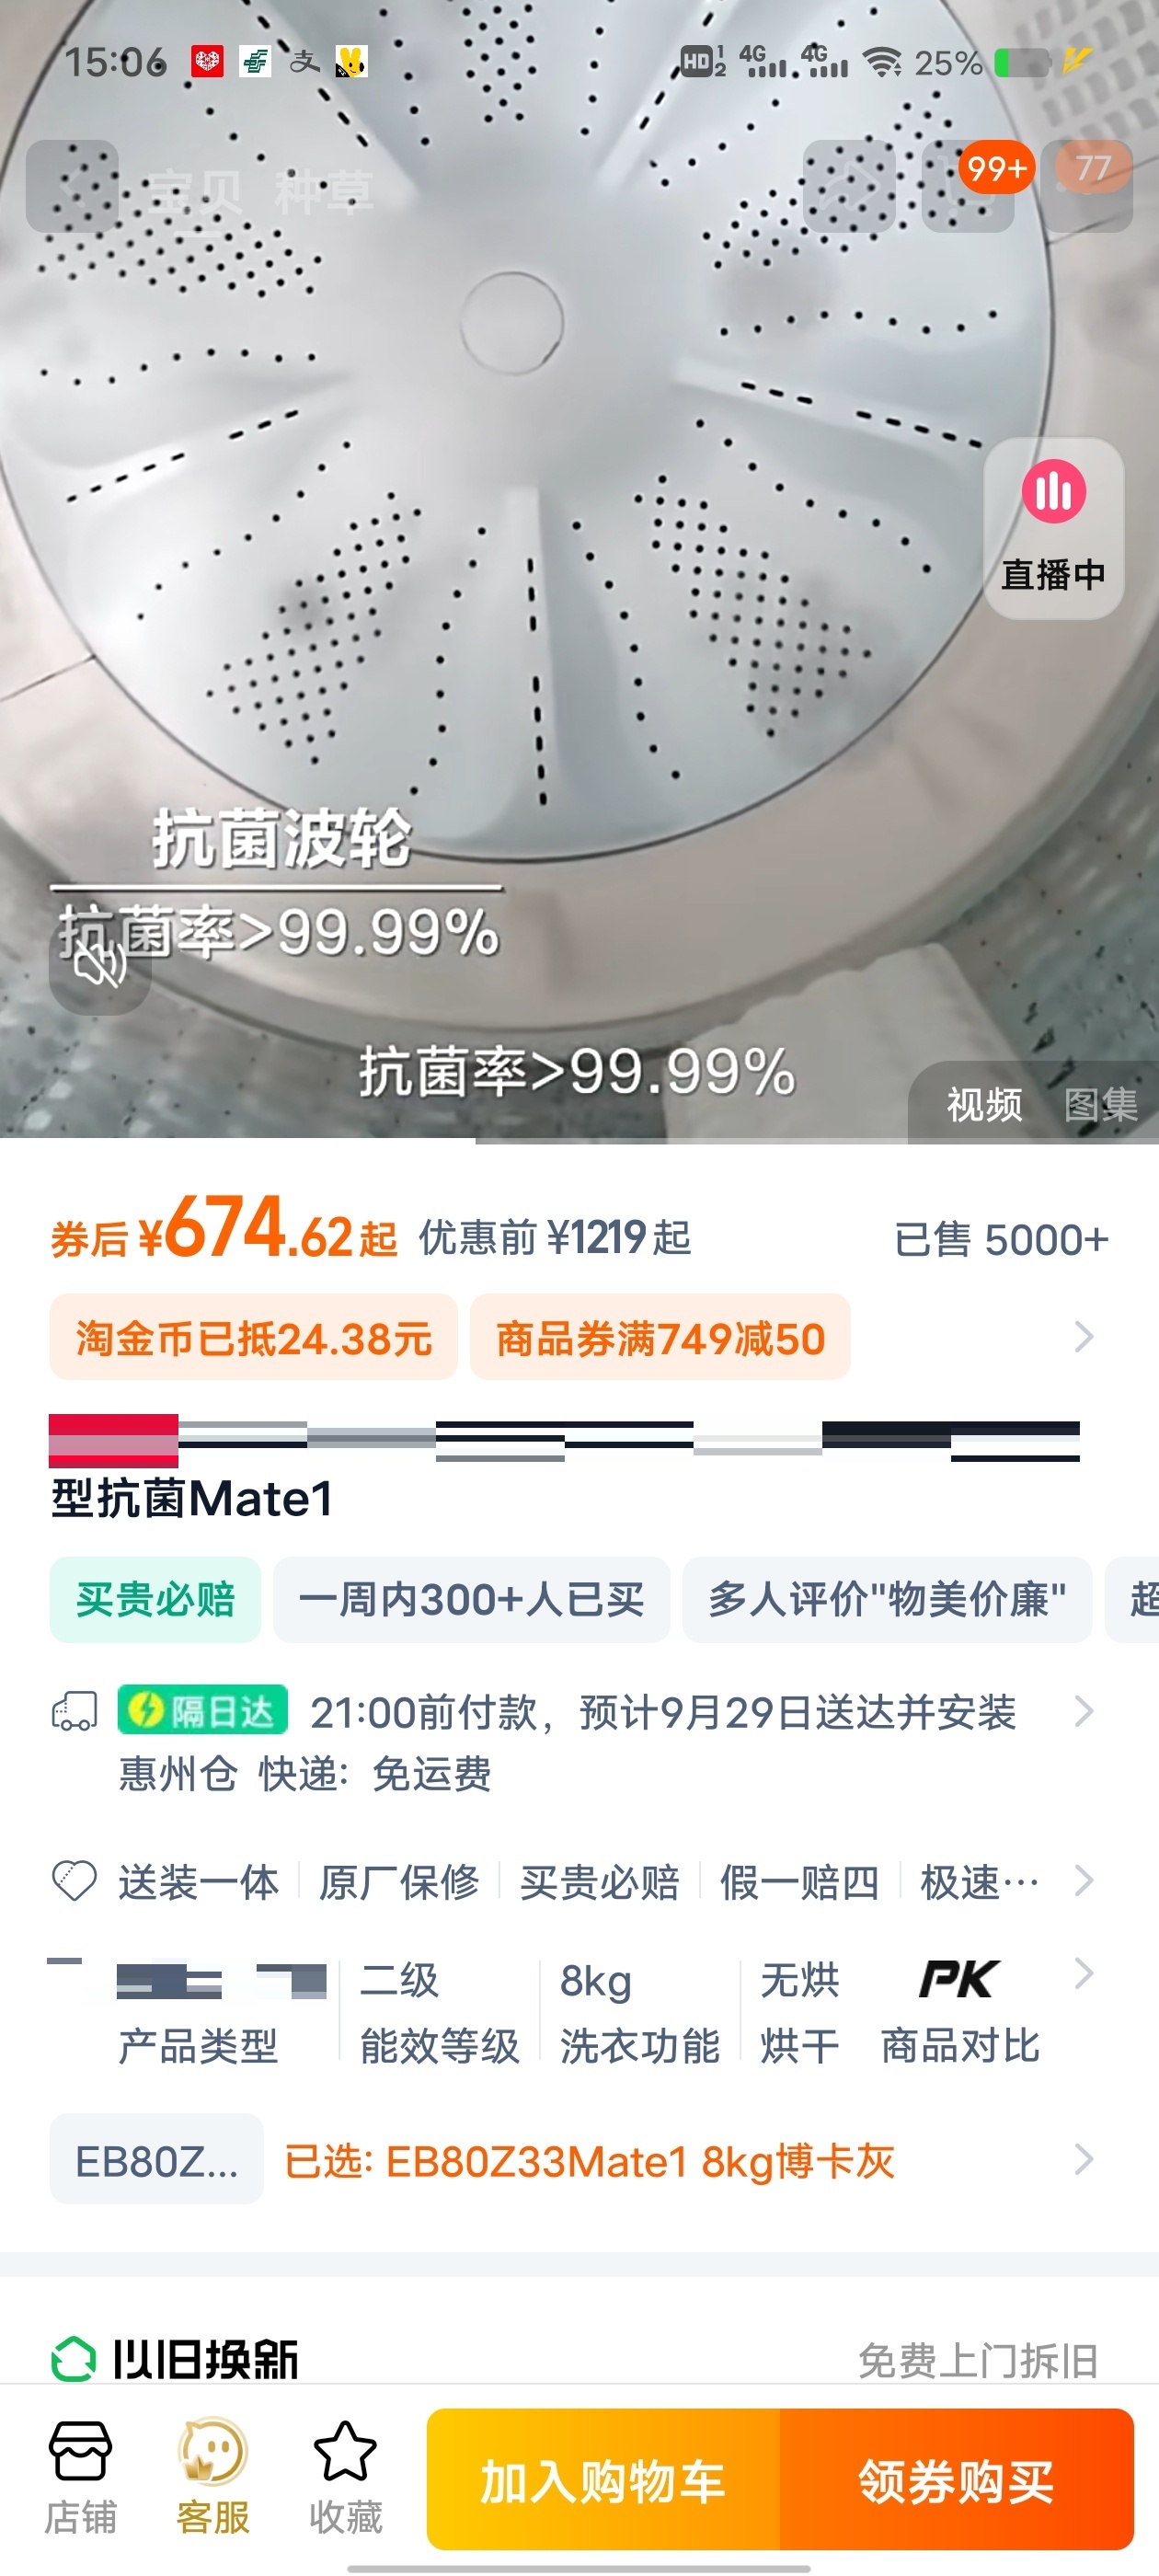 15:06
支
HD 1 2 4G 4G 25%
宝贝 种草
99+
77
直播中
抗菌波轮
抗菌率>99.99%
抗菌率>99.99%
视频 图集
券后 ¥674.62起 优惠前 ¥1219起 已售 5000+
淘金币已抵24.38元 商品券满749减50
型抗菌Mate1
买贵必赔 一周内300+人已买 多人评价"物美价廉" 超
隔日达 21:00前付款，预计9月29日送达并安装
惠州仓 快递：免运费
送装一体 原厂保修 买贵必赔 假一赔四 极速…
二级 8kg 无烘 PK
产品类型 能效等级 洗衣功能 烘干 商品对比
EB80Z... 已选: EB80Z33Mate1 8kg博卡灰
以旧换新 免费上门拆旧
店铺 客服 收藏 加入购物车 领券购买